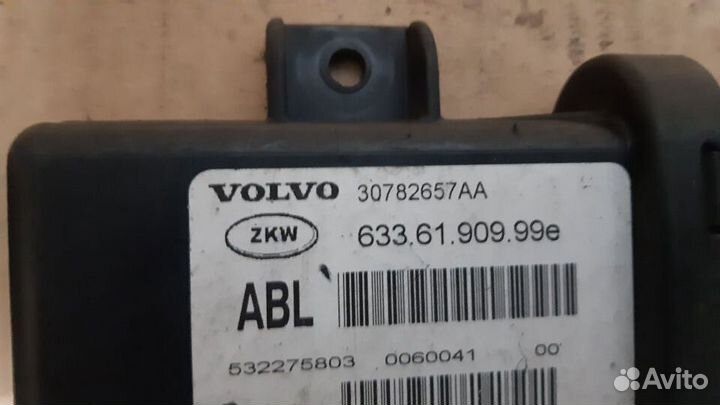 VOLVO 30782657AA
ZKW 633.61.909.99e
ABL
532275803 0060041 00
Avito